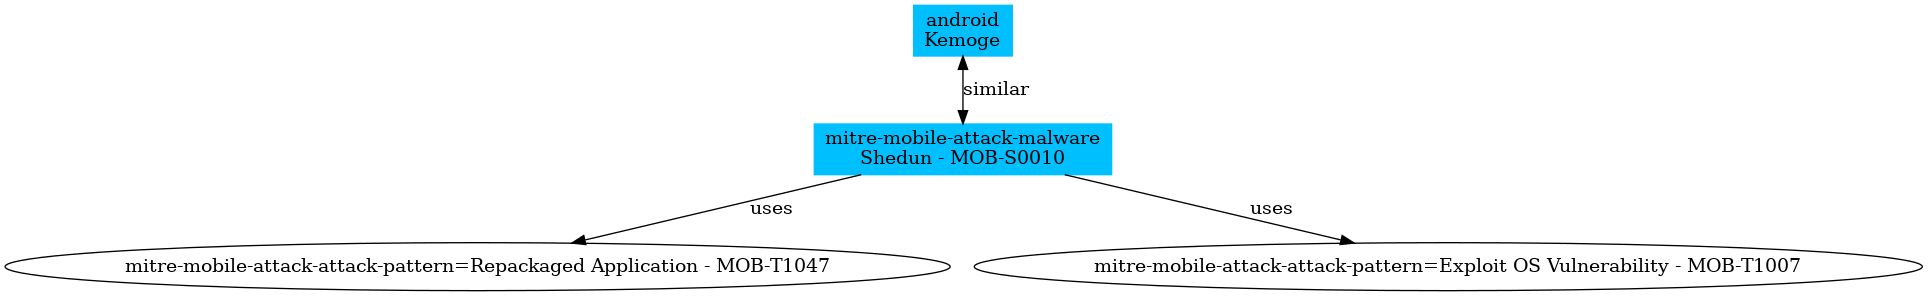 android
Kemoge
similar
mitre-mobile-attack-malware
Shedun - MOB-S0010
uses
uses
mitre-mobile-attack-attack-pattern=Repackaged Application - MOB-T1047
mitre-mobile-attack-attack-pattern=Exploit OS Vulnerability - MOB-T1007